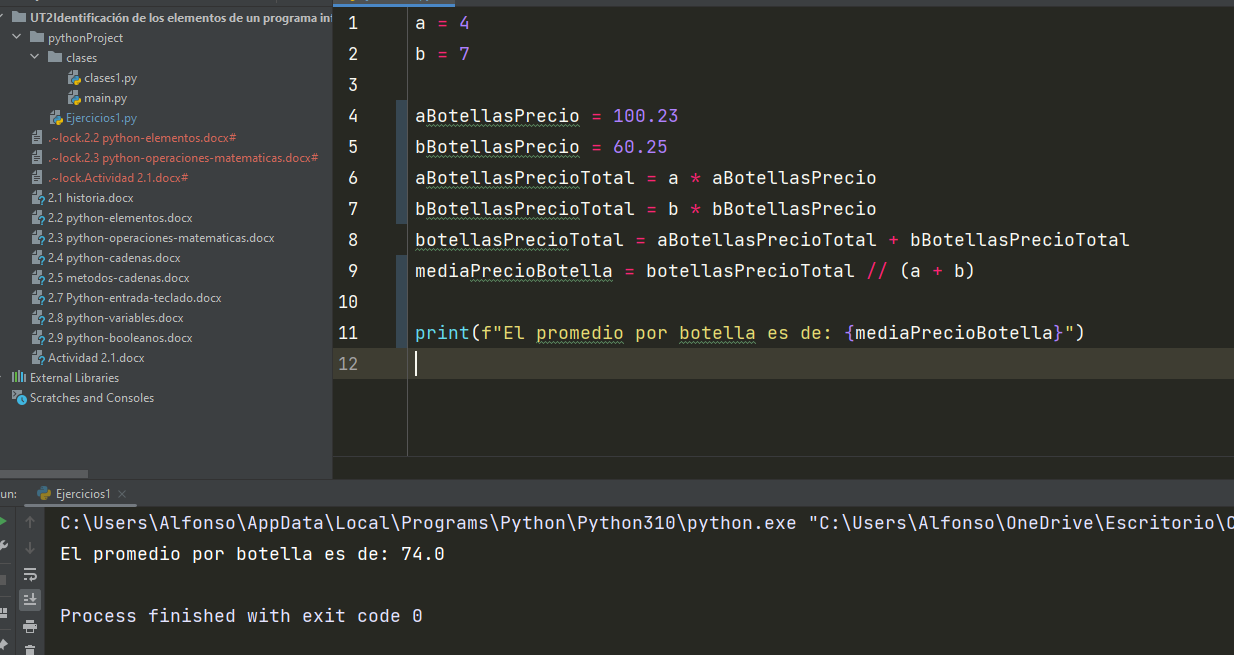 UT2Identificación de los elementos de un programa inf
pythonProject
clases
clases1.py
main.py
Ejercicios1.py
.~lock.2.2 python-elementos.docx#
.~lock.2.3 python-operaciones-matematicas.docx#
.~lock.Actividad 2.1.docx#
2.1 historia.docx
2.2 python-elementos.docx
2.3 python-operaciones-matematicas.docx
2.4 python-cadenas.docx
2.5 metodos-cadenas.docx
2.7 Python-entrada-teclado.docx
2.8 python-variables.docx
2.9 python-booleanos.docx
Actividad 2.1.docx
External Libraries
Scratches and Consoles
1 a = 4
2 b = 7
3
4 aBotellasPrecio = 100.23
5 bBotellasPrecio = 60.25
6 aBotellasPrecioTotal = a * aBotellasPrecio
7 bBotellasPrecioTotal = b * bBotellasPrecio
8 botellasPrecioTotal = aBotellasPrecioTotal + bBotellasPrecioTotal
9 mediaPrecioBotella = botellasPrecioTotal // (a + b)
10
11 print(f"El promedio por botella es de: {mediaPrecioBotella}")
12
un: Ejercicios1
C:\Users\Alfonso\AppData\Local\Programs\Python\Python310\python.exe "C:\Users\Alfonso\OneDrive\Escritorio\C
El promedio por botella es de: 74.0
Process finished with exit code 0